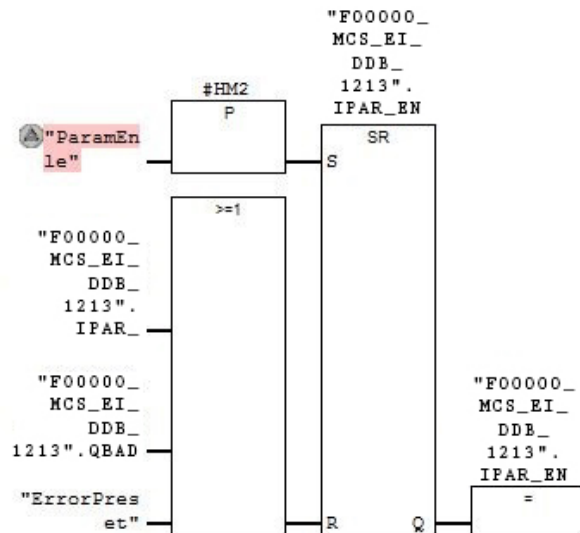 "F00000_
MCS_EI_
DDB_
1213".
IPAR_EN
#HM2
P
SR
"ParamEn
le"
S
>=1
"F00000_
MCS_EI_
DDB_
1213".
IPAR_
"F00000_
MCS_EI_
DDB_
1213".QBAD
"F00000_
MCS_EI_
DDB_
1213".
IPAR_EN
=
"ErrorPres
et"
R
Q